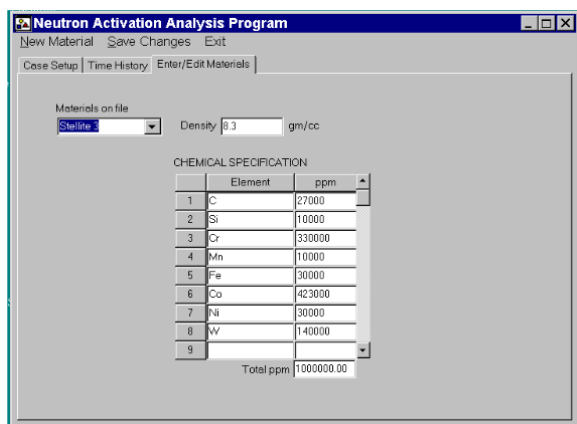 Neutron Activation Analysis Program
New Material Save Changes Exit
Case Setup Time History Enter/Edit Materials
Materials on file
Stellite 3 Density 8.3 gm/cc
CHEMICAL SPECIFICATION
Element ppm
1 C 27000
2 Si 10000
3 Cr 330000
4 Mn 10000
5 Fe 30000
6 Co 423000
7 Ni 30000
8 W 140000
9
Total ppm 1000000.00